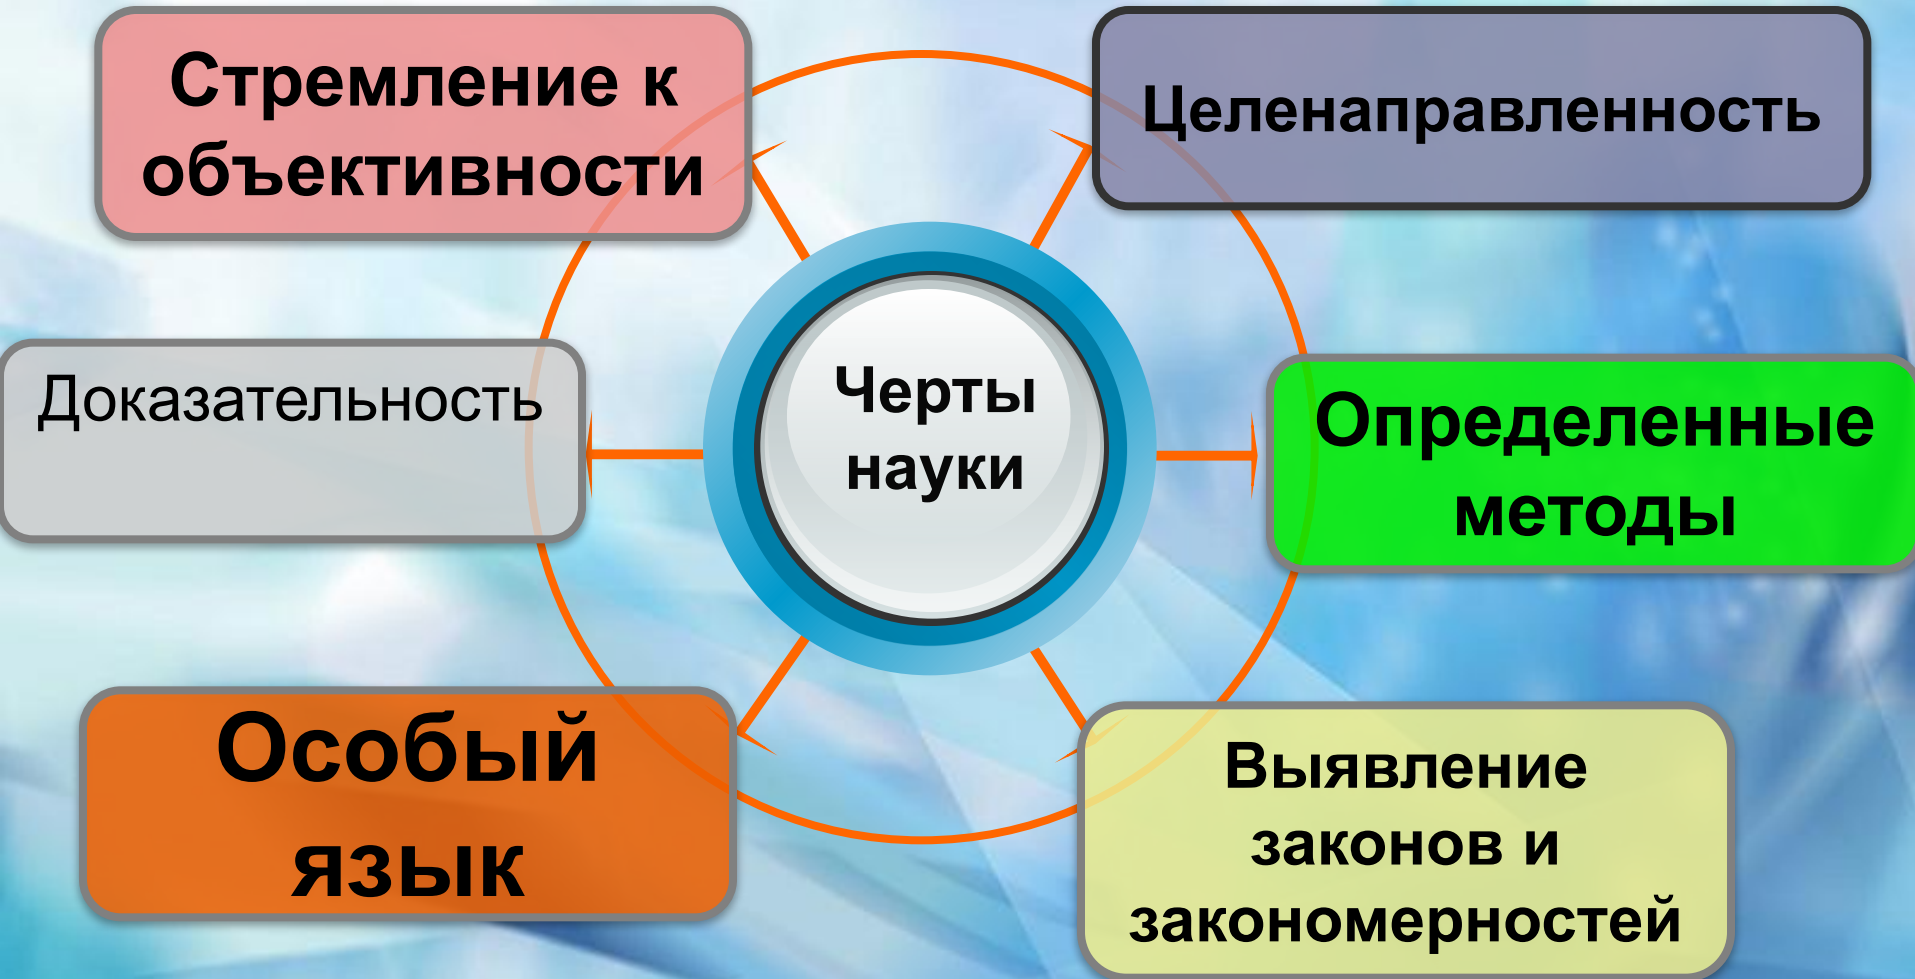 Стремление к
объективности
Целенаправленность
Доказательность
Черты
науки
Определенные
методы
Особый
язык
Выявление
законов и
закономерностей